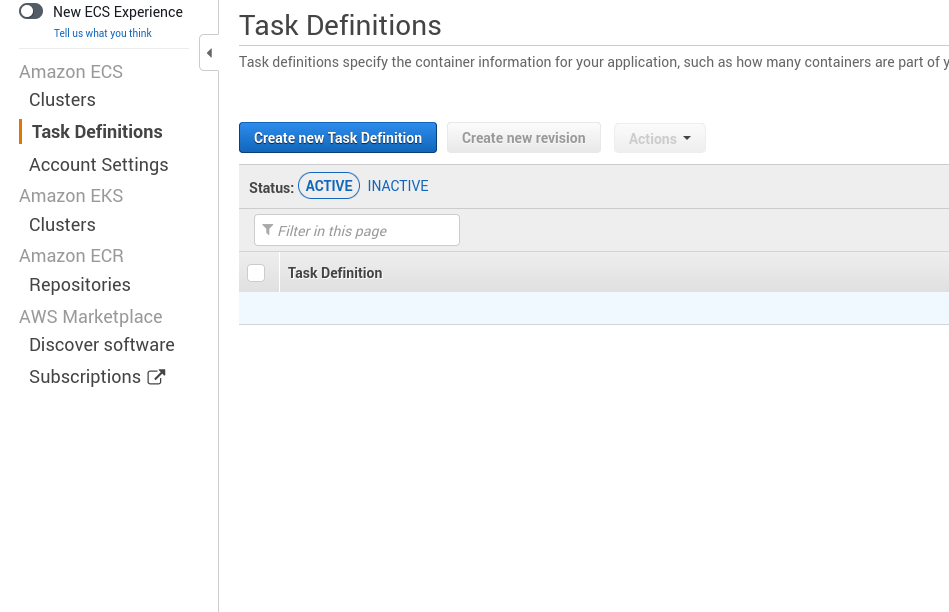 New ECS Experience
Tell us what you think
Amazon ECS
Clusters
Task Definitions
Account Settings
Amazon EKS
Clusters
Amazon ECR
Repositories
AWS Marketplace
Discover software
Subscriptions
Task Definitions
Task definitions specify the container information for your application, such as how many containers are part of
Create new Task Definition
Create new revision
Actions
Status: ACTIVE INACTIVE
Filter in this page
Task Definition